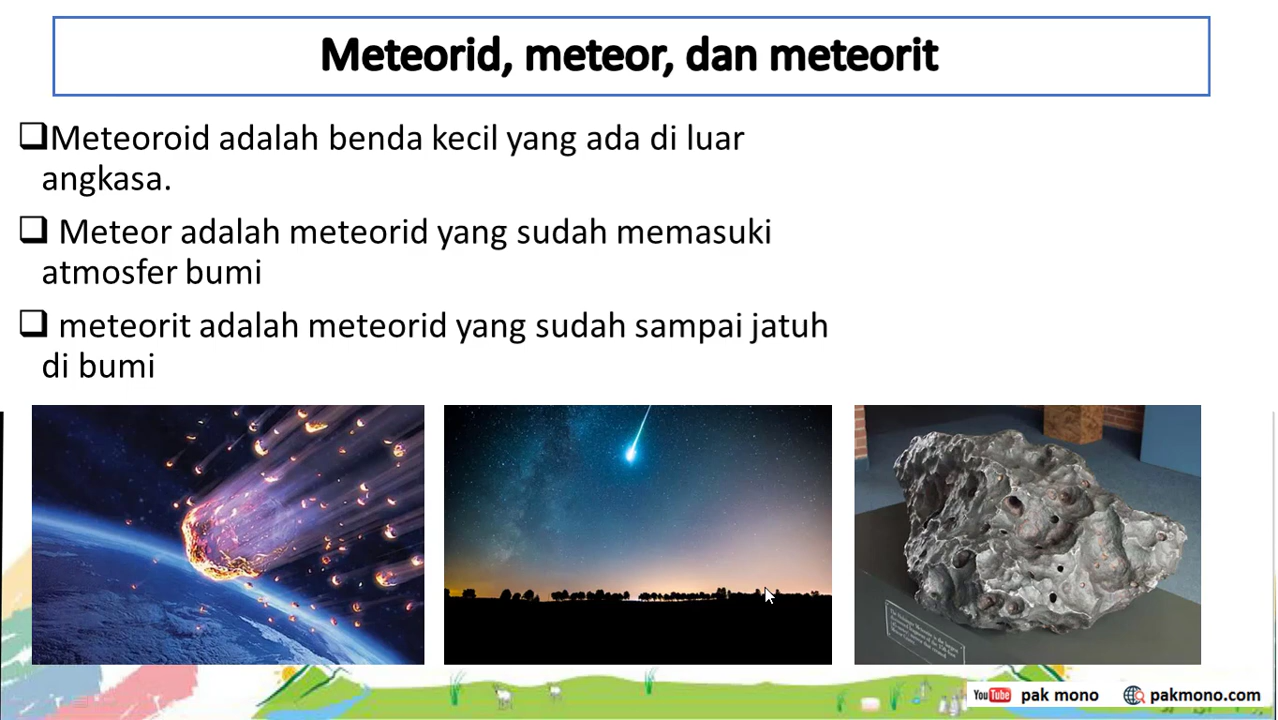 Meteorid, meteor, dan meteorit
Meteoroid adalah benda kecil yang ada di luar
angkasa.
Meteor adalah meteorid yang sudah memasuki
atmosfer bumi
meteorit adalah meteorid yang sudah sampai jatuh
di bumi
YouTube pak mono pakmono.com